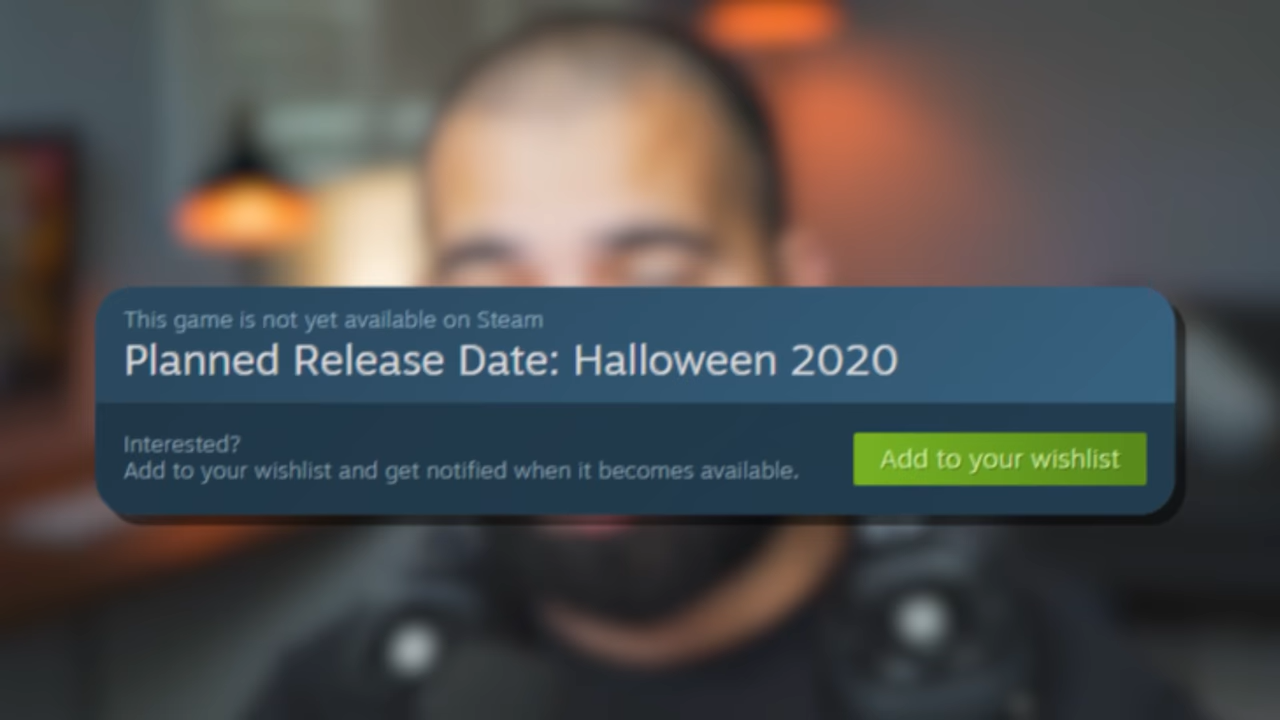 This game is not yet available on Steam
Planned Release Date: Halloween 2020
Interested?
Add to your wishlist and get notified when it becomes available.
Add to your wishlist